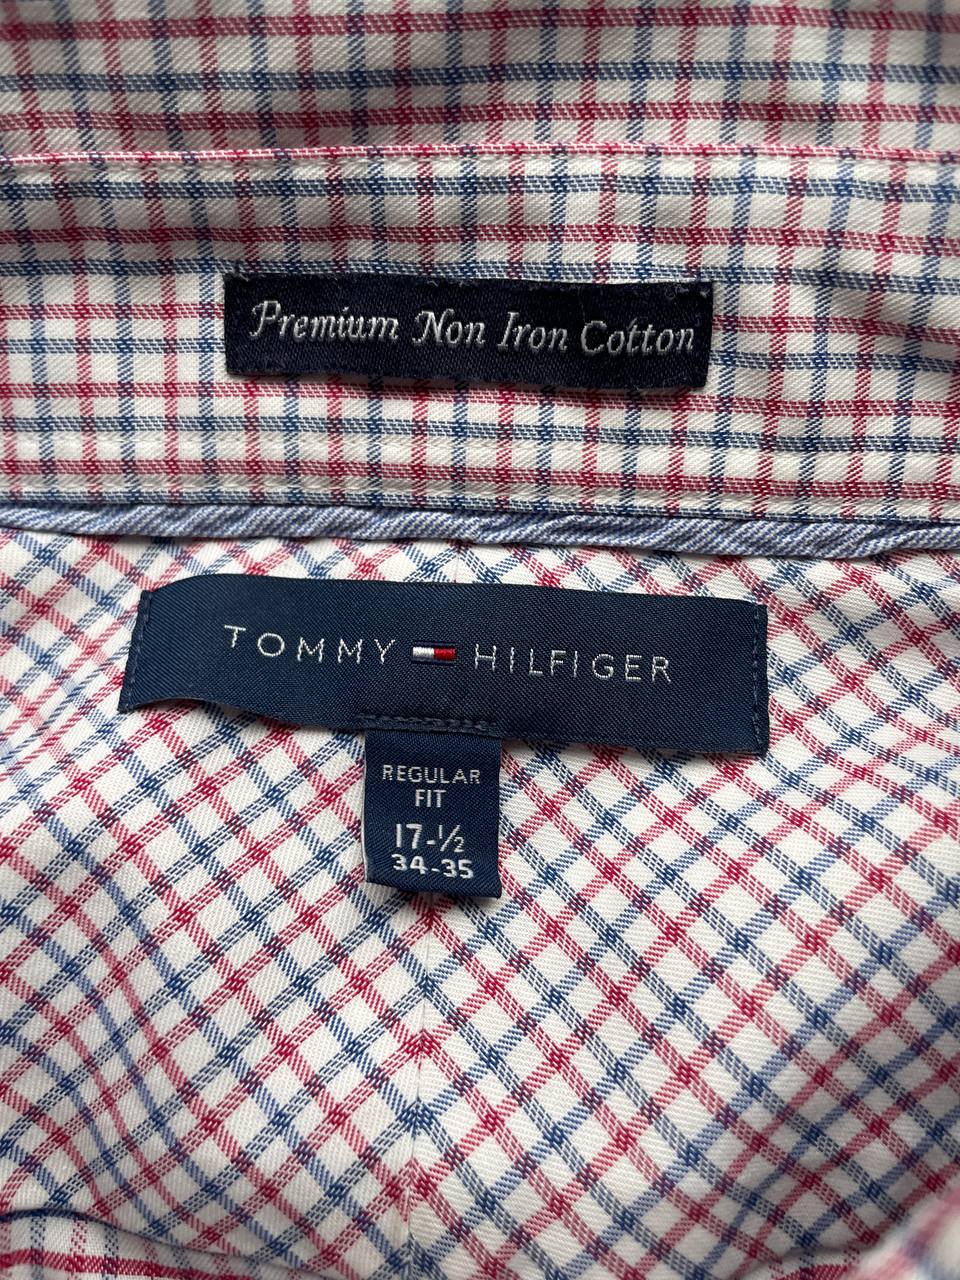 Premium Non Iron Cotton
TOMMY HILFIGER
REGULAR
FIT
17-½
34-35